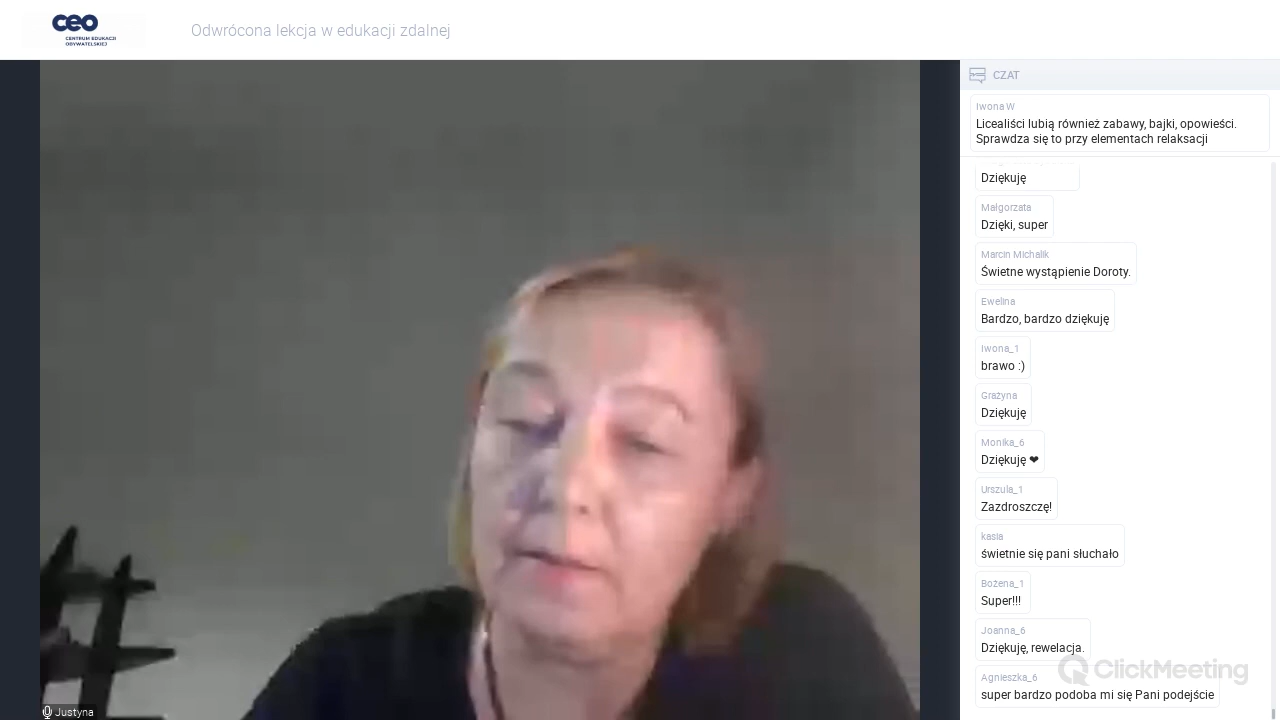 ceo
CENTRUM EDUKACJI
OBYWATELSKIEJ
Odwrócona lekcja w edukacji zdalnej
CZAT
Iwona W
Licealiści lubią również zabawy, bajki, opowieści.
Sprawdza się to przy elementach relaksacji
Dziękuję
Małgorzata
Dzięki, super
Marcin Michalik
Świetne wystąpienie Doroty.
Ewelina
Bardzo, bardzo dziękuję
Iwona_1
brawo :)
Grażyna
Dziękuję
Monika_6
Dziękuję ❤
Urszula_1
Zazdroszczę!
kasia
świetnie się pani słuchało
Bożena_1
Super!!!
Joanna_6
Dziękuję, rewelacja.
Agnieszka_6
super bardzo podoba mi się Pani podejście
ClickMeeting
Justyna